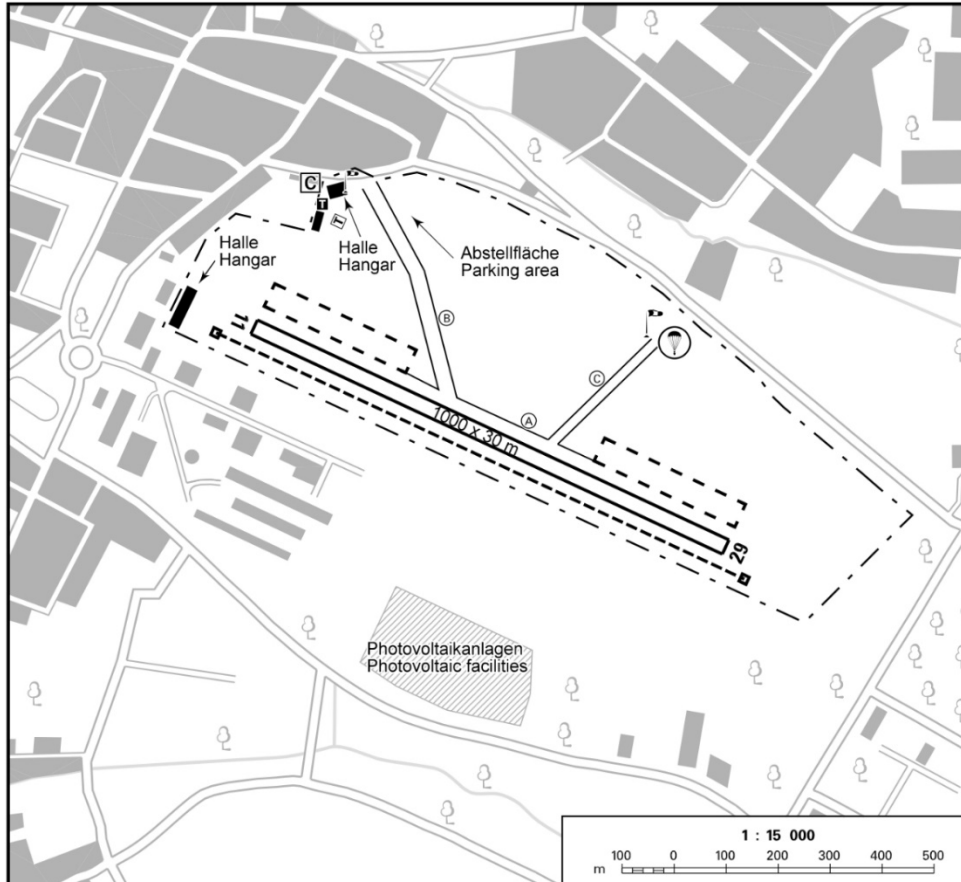 C
T
T
Halle
Hangar
Halle
Hangar
Abstellfläche
Parking area
11
B
C
A
1000 x 30 m
29
Photovoltaikanlagen
Photovoltaic facilities
1 : 15 000
m 100 0 100 200 300 400 500